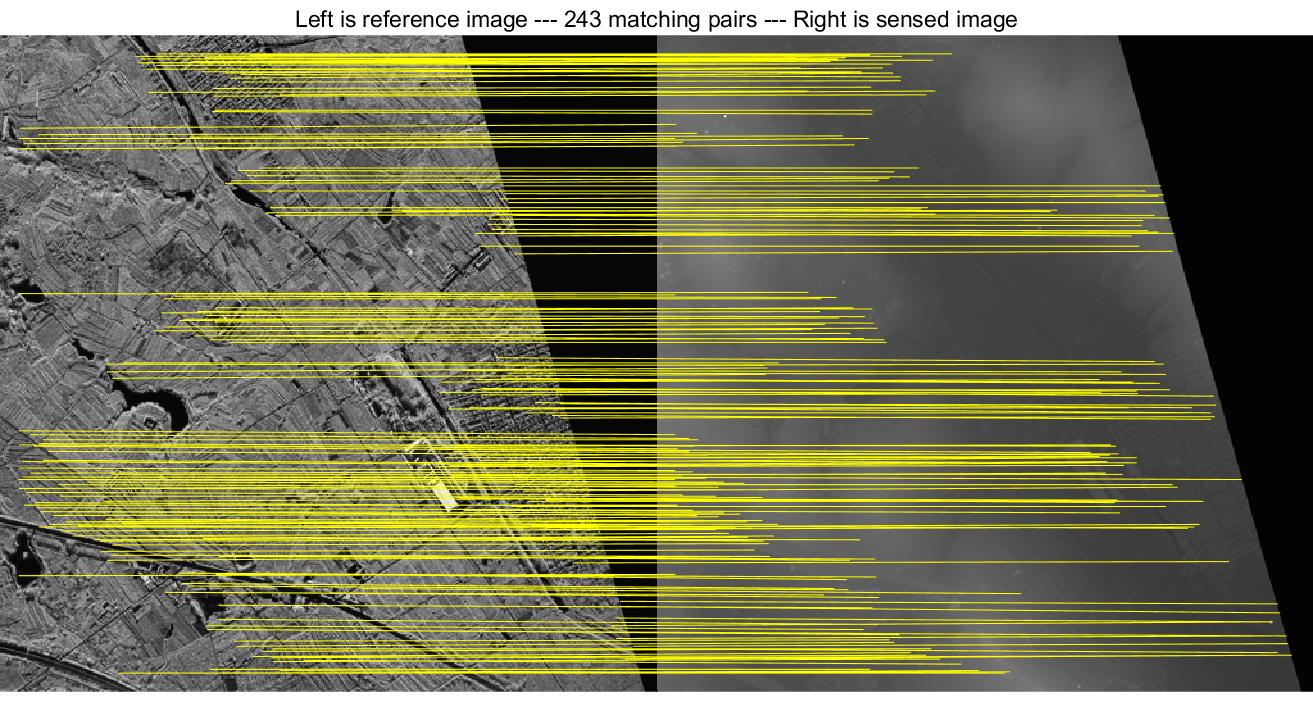 Left is reference image --- 243 matching pairs --- Right is sensed image